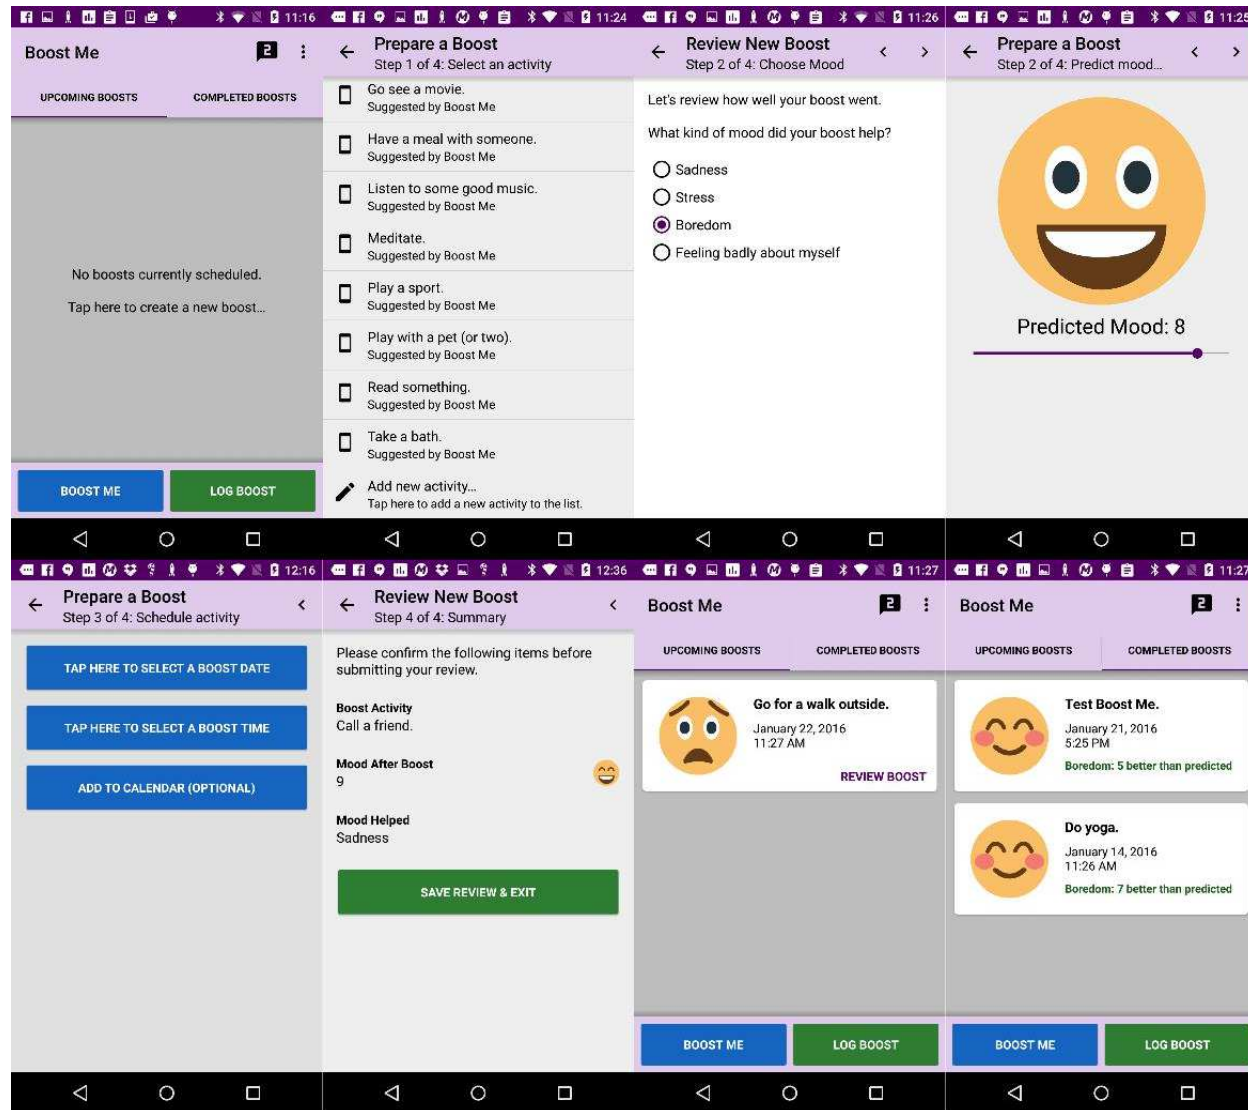 11:16
Boost Me
2
UPCOMING BOOSTS COMPLETED BOOSTS
No boosts currently scheduled.
Tap here to create a new boost...
BOOST ME LOG BOOST
11:24
Prepare a Boost
Step 1 of 4: Select an activity
Go see a movie.
Suggested by Boost Me
Have a meal with someone.
Suggested by Boost Me
Listen to some good music.
Suggested by Boost Me
Meditate.
Suggested by Boost Me
Play a sport.
Suggested by Boost Me
Play with a pet (or two).
Suggested by Boost Me
Read something.
Suggested by Boost Me
Take a bath.
Suggested by Boost Me
Add new activity...
Tap here to add a new activity to the list.
11:26
Review New Boost
Step 2 of 4: Choose Mood
Let's review how well your boost went.
What kind of mood did your boost help?
Sadness
Stress
Boredom
Feeling badly about myself
11:25
Prepare a Boost
Step 2 of 4: Predict mood...
Predicted Mood: 8
12:16
Prepare a Boost
Step 3 of 4: Schedule activity
TAP HERE TO SELECT A BOOST DATE
TAP HERE TO SELECT A BOOST TIME
ADD TO CALENDAR (OPTIONAL)
12:36
Review New Boost
Step 4 of 4: Summary
Please confirm the following items before
submitting your review.
Boost Activity
Call a friend.
Mood After Boost
9
Mood Helped
Sadness
SAVE REVIEW & EXIT
11:27
Boost Me
2
UPCOMING BOOSTS COMPLETED BOOSTS
Go for a walk outside.
January 22, 2016
11:27 AM
REVIEW BOOST
BOOST ME LOG BOOST
11:27
Boost Me
2
UPCOMING BOOSTS COMPLETED BOOSTS
Test Boost Me.
January 21, 2016
5:25 PM
Boredom: 5 better than predicted
Do yoga.
January 14, 2016
11:26 AM
Boredom: 7 better than predicted
BOOST ME LOG BOOST